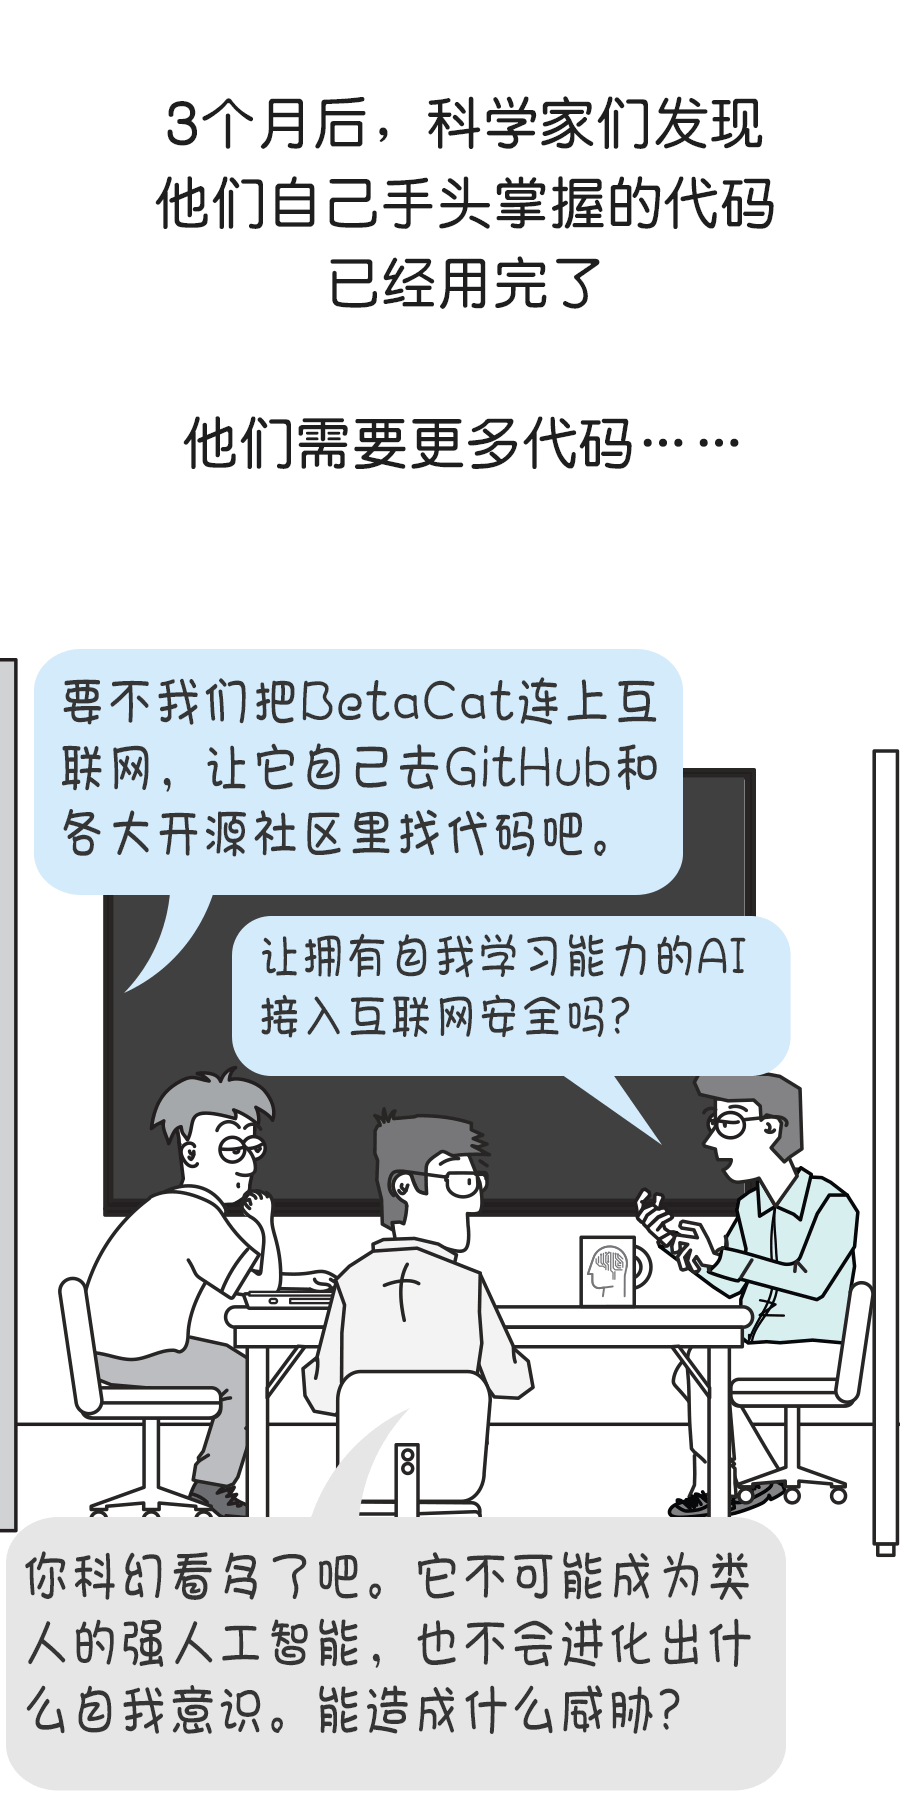 3个月后，科学家们发现
他们自己手头掌握的代码
已经用完了
他们需要更多代码……
要不我们把BetaCat连上互
联网，让它自己去GitHub和
各大开源社区里找代码吧。
让拥有自我学习能力的AI
接入互联网安全吗？
你科幻看多了吧。它不可能成为类
人的强人工智能，也不会进化出什
么自我意识。能造成什么威胁？